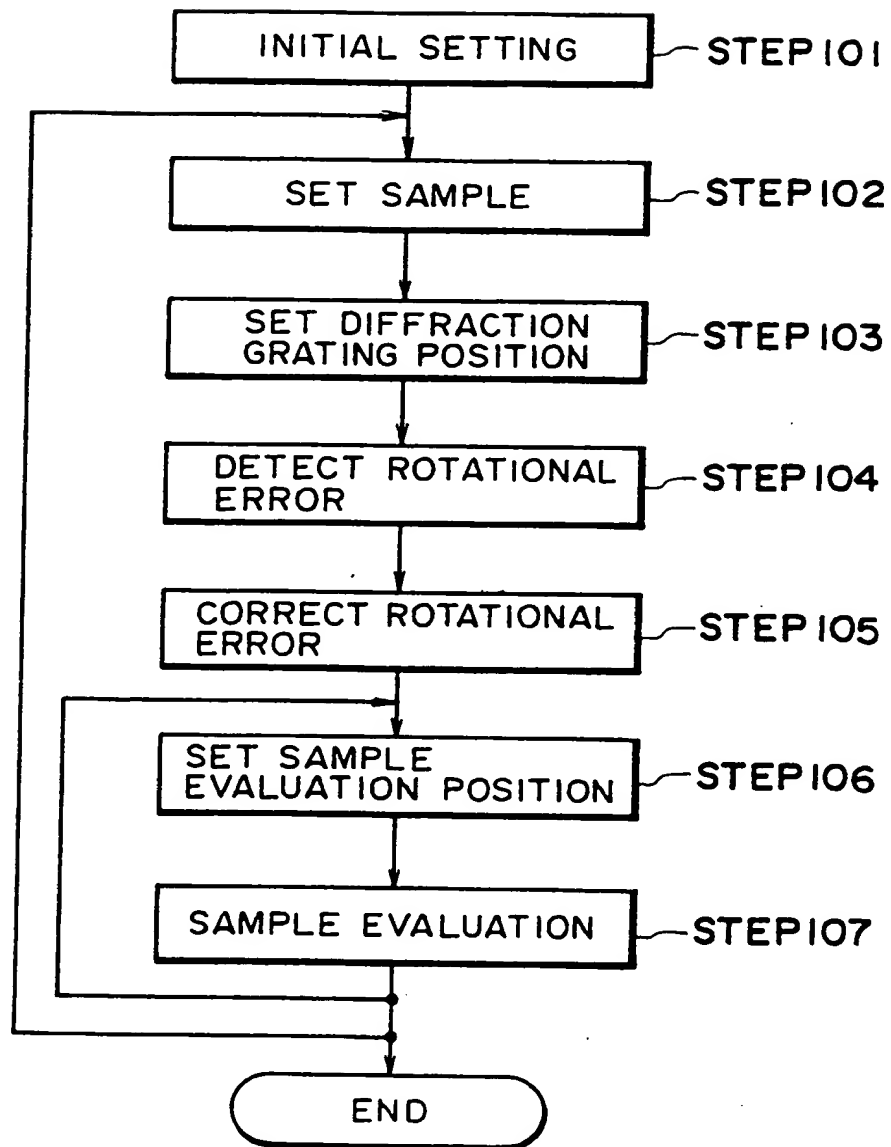 INITIAL SETTING
STEP101
SET SAMPLE
STEP102
SET DIFFRACTION
GRATING POSITION
STEP103
DETECT ROTATIONAL
ERROR
STEP104
CORRECT ROTATIONAL
ERROR
STEP105
SET SAMPLE
EVALUATION POSITION
STEP106
SAMPLE EVALUATION
STEP107
END